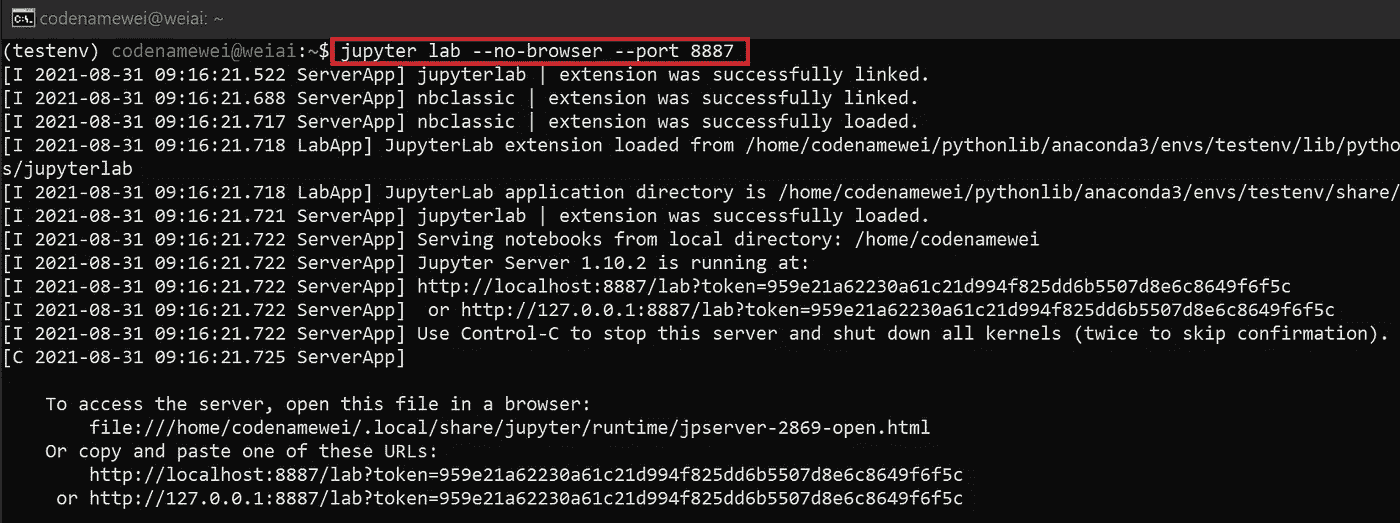 codenamewei@weiai: ~
(testenv) codenamewei@weiai:~$ jupyter lab --no-browser --port 8887
[I 2021-08-31 09:16:21.522 ServerApp] jupyterlab | extension was successfully linked.
[I 2021-08-31 09:16:21.688 ServerApp] nbclassic | extension was successfully linked.
[I 2021-08-31 09:16:21.717 ServerApp] nbclassic | extension was successfully loaded.
[I 2021-08-31 09:16:21.718 LabApp] JupyterLab extension loaded from /home/codenamewei/pythonlib/anaconda3/envs/testenv/lib/pytho
s/jupyterlab
[I 2021-08-31 09:16:21.718 LabApp] JupyterLab application directory is /home/codenamewei/pythonlib/anaconda3/envs/testenv/share/
[I 2021-08-31 09:16:21.721 ServerApp] jupyterlab | extension was successfully loaded.
[I 2021-08-31 09:16:21.722 ServerApp] Serving notebooks from local directory: /home/codenamewei
[I 2021-08-31 09:16:21.722 ServerApp] Jupyter Server 1.10.2 is running at:
[I 2021-08-31 09:16:21.722 ServerApp] http://localhost:8887/lab?token=959e21a62230a61c21d994f825dd6b5507d8e6c8649f6f5c
[I 2021-08-31 09:16:21.722 ServerApp]  or http://127.0.0.1:8887/lab?token=959e21a62230a61c21d994f825dd6b5507d8e6c8649f6f5c
[I 2021-08-31 09:16:21.722 ServerApp] Use Control-C to stop this server and shut down all kernels (twice to skip confirmation).
[C 2021-08-31 09:16:21.725 ServerApp]
To access the server, open this file in a browser:
file:///home/codenamewei/.local/share/jupyter/runtime/jpserver-2869-open.html
Or copy and paste one of these URLs:
http://localhost:8887/lab?token=959e21a62230a61c21d994f825dd6b5507d8e6c8649f6f5c
or http://127.0.0.1:8887/lab?token=959e21a62230a61c21d994f825dd6b5507d8e6c8649f6f5c